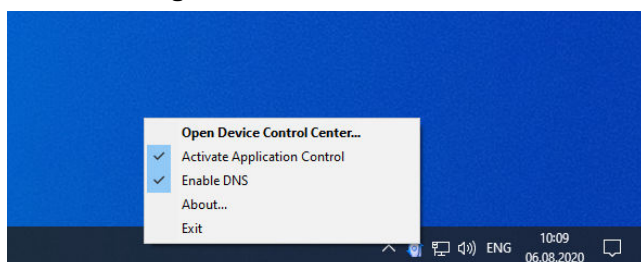 Open Device Control Center...
Activate Application Control
Enable DNS
About...
Exit
ENG
10:09
06.08.2020